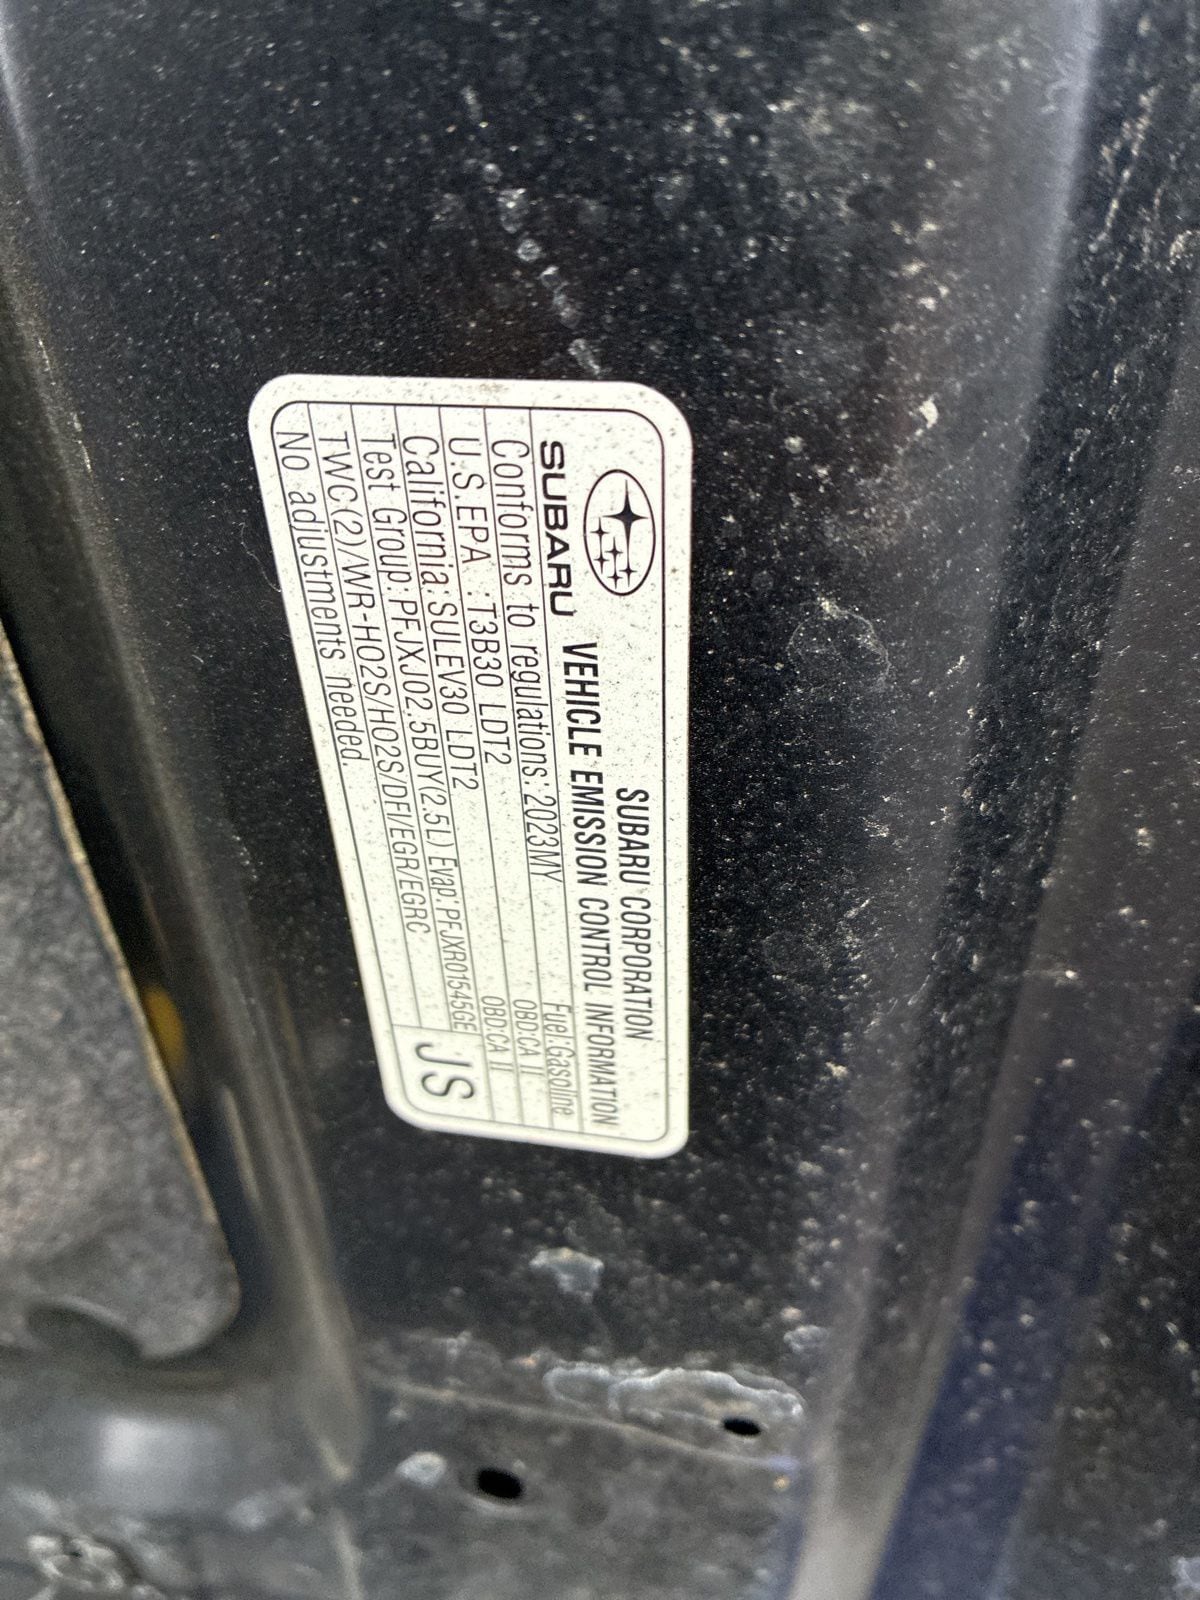 SUBARU CORPORATION
SUBARU VEHICLE EMISSION CONTROL INFORMATION
Conforms to regulations: 2023MY Fuel: Gasoline
U.S.EPA : T3B30 LDT2 OBD:CA II
California: SULEV30 LDT2 OBD:CA II
Test Group: PFJXJ02.5BUY(2.5L) Evap: PFJXR01545GE
TWC(2)/WR-HO2S/HO2S/DFI/EGR/EGRC
No adjustments needed
JS